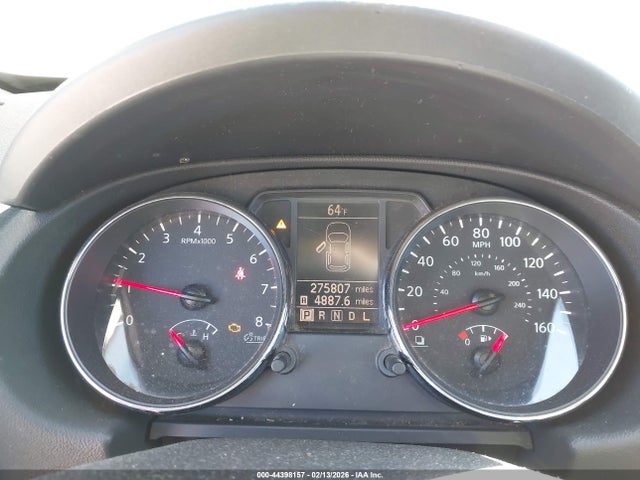 64°F
275807 miles
A 4887.6 miles
P R N D L
0 1 2 3 4 5 6 7 8
RPMx1000
H
TRIP
0 20 40 60 80 100 120 140 160
MPH
40 80 120 160 200 240
km/h
0
000-44398157 - 02/13/2026 - IAA Inc.